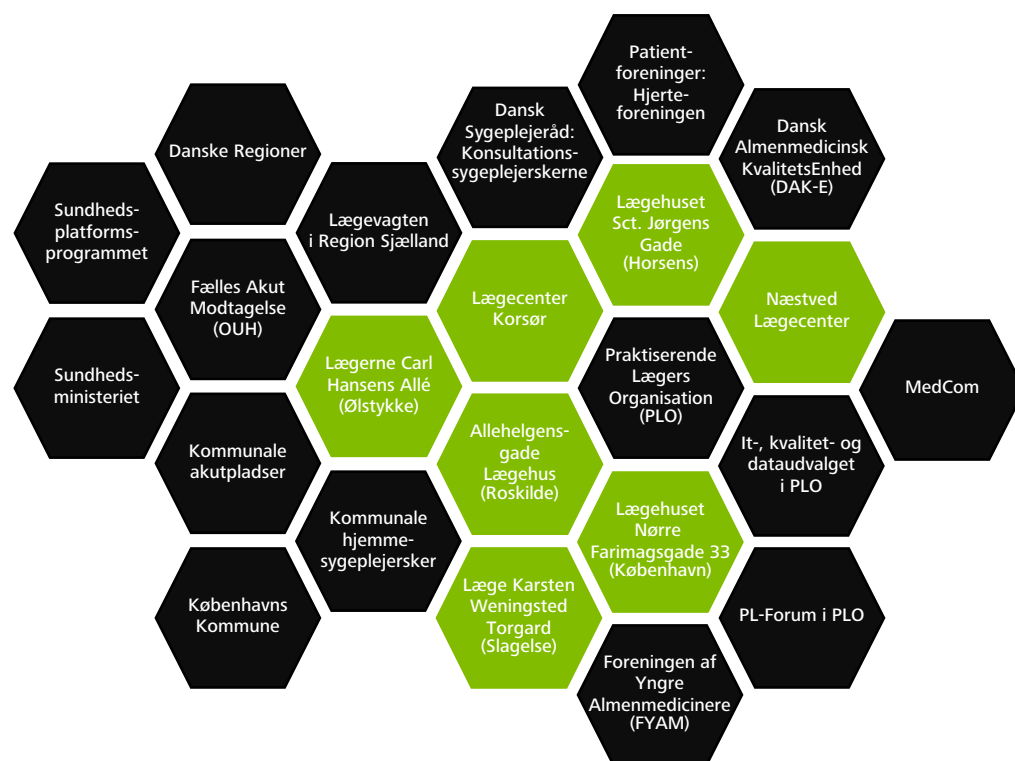 Patient-
foreninger:
Hjerte-
foreningen
Dansk
Sygeplejeråd:
Konsultations-
sygeplejerskerne
Dansk
Almenmedicinsk
KvalitetsEnhed
(DAK-E)
Danske Regioner
Sundheds-
platforms-
programmet
Lægevagten
i Region Sjælland
Lægehuset
Sct. Jørgens
Gade
(Horsens)
Fælles Akut
Modtagelse
(OUH)
Lægecenter
Korsør
Næstved
Lægecenter
Sundheds-
ministeriet
Lægerne Carl
Hansens Allé
(Ølstykke)
Praktiserende
Lægers
Organisation
(PLO)
MedCom
Kommunale
akutpladser
Allehelgens-
gade
Lægehus
(Roskilde)
It-, kvalitet- og
dataudvalget
i PLO
Kommunale
hjemme-
sygeplejersker
Lægehuset
Nørre
Farimagsgade 33
(København)
Københavns
Kommune
Læge Karsten
Weningsted
Torgard
(Slagelse)
PL-Forum i PLO
Foreningen af
Yngre
Almenmedicinere
(FYAM)